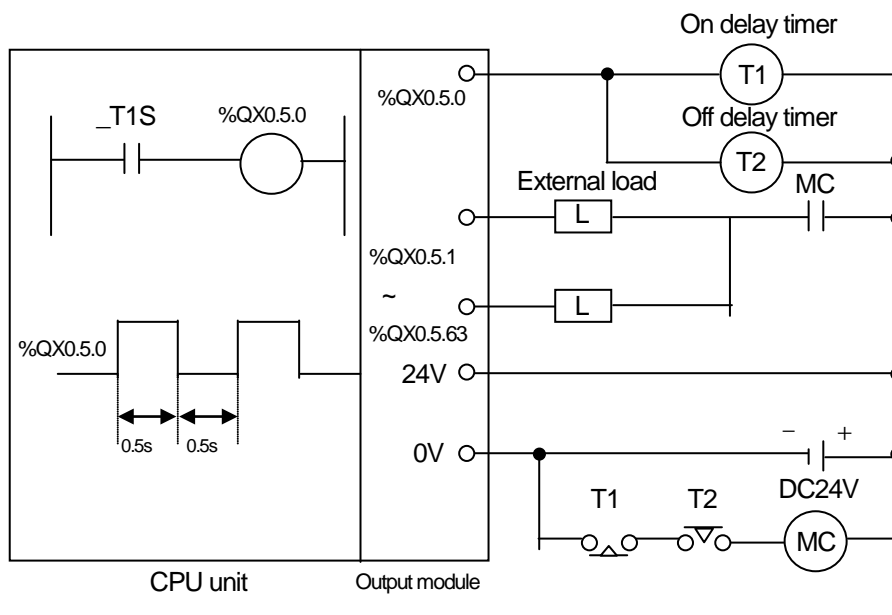 On delay timer
T1
%QX0.5.0
_T1S
%QX0.5.0
Off delay timer
T2
External load
MC
L
%QX0.5.1
~
L
%QX0.5.63
%QX0.5.0
24V
0.5s
0.5s
0V
− +
DC24V
T1
T2
MC
CPU unit
Output module